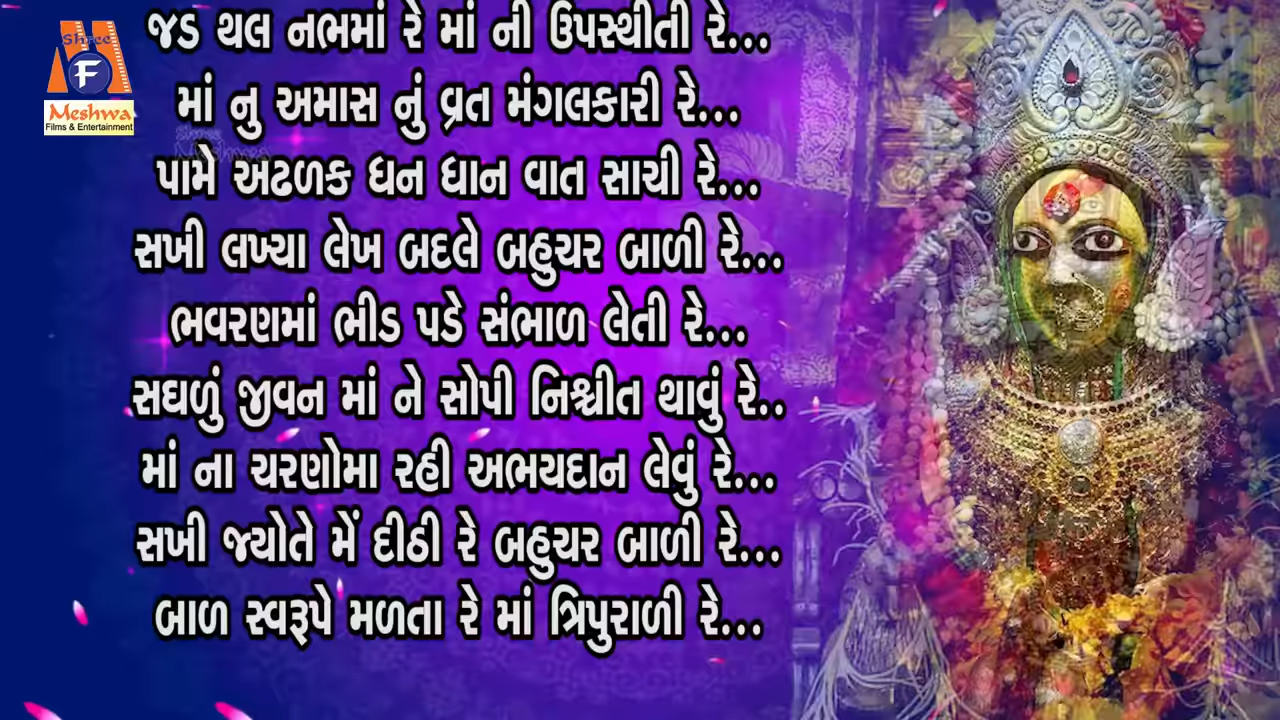 Shree
F
Meshwa
Films & Entertainment
જડ થલ નભમાં રે માં ની ઉપસ્થીતી રે...
માં નુ અમાસ નું વ્રત મંગલકારી રે...
પામે અઢળક ધન ધાન વાત સાચી રે...
સખી લખ્યા લેખ બદલે બહુચર બાળી રે...
ભવરણમાં ભીડ પડે સંભાળ લેતી રે...
સઘળું જીવન માં ને સોપી નિશ્ચીત થાવું રે..
માં ના ચરણોમા રહી અભયદાન લેવું રે...
સખી જ્યોતે મેં દીઠી રે બહુચર બાળી રે...
બાળ સ્વરૂપે મળતા રે માં ત્રિપુરાળી રે...